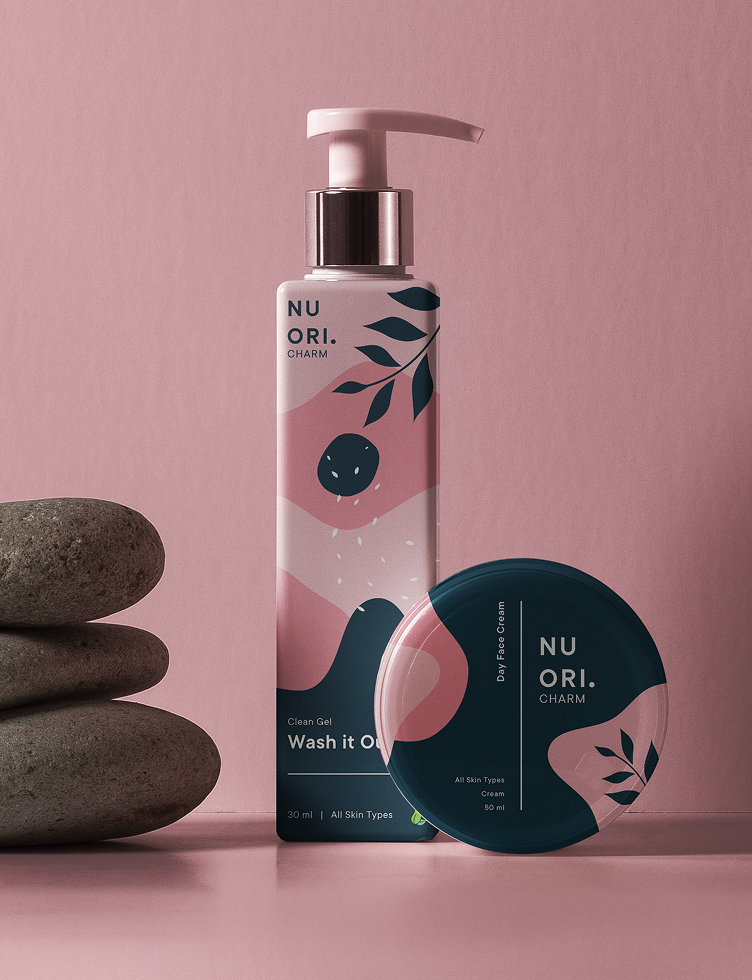 NU
ORI.
CHARM
Clean Gel
Wash it
30 ml | All Skin Types
Day Face Cream
NU
ORI.
CHARM
All Skin Types
Cream
50 ml